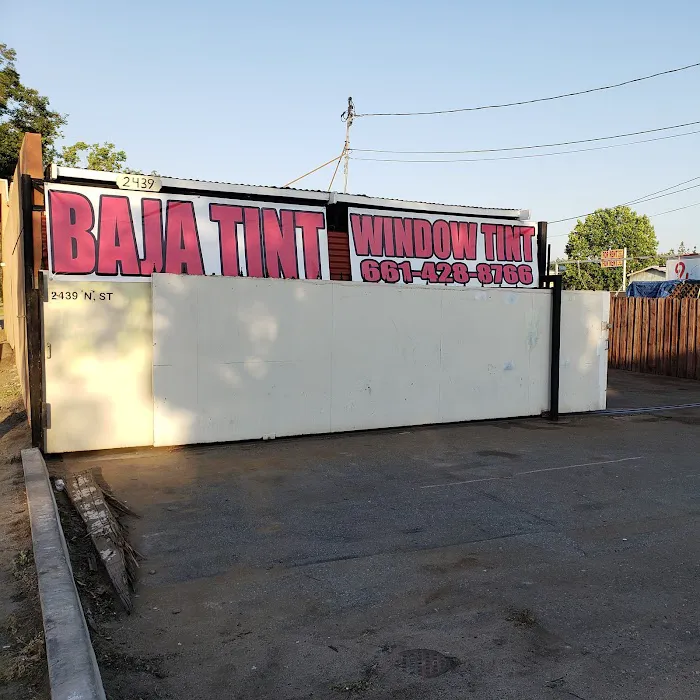 2439
BAJA TINT
WINDOW TINT
661-428-8766
2439 N. ST